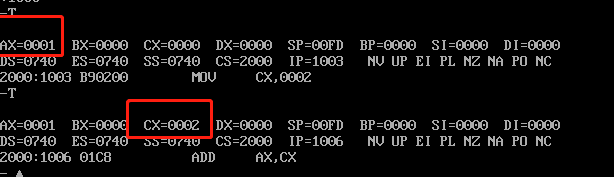 -T
AX=0001 BX=0000 CX=0000 DX=0000 SP=00FD BP=0000 SI=0000 DI=0000
DS=0740 ES=0740 SS=0740 CS=2000 IP=1003 NV UP EI PL NZ NA PO NC
2000:1003 B90200 MOV CX,0002
-T
AX=0001 BX=0000 CX=0002 DX=0000 SP=00FD BP=0000 SI=0000 DI=0000
DS=0740 ES=0740 SS=0740 CS=2000 IP=1006 NV UP EI PL NZ NA PO NC
2000:1006 01C8 ADD AX,CX
-